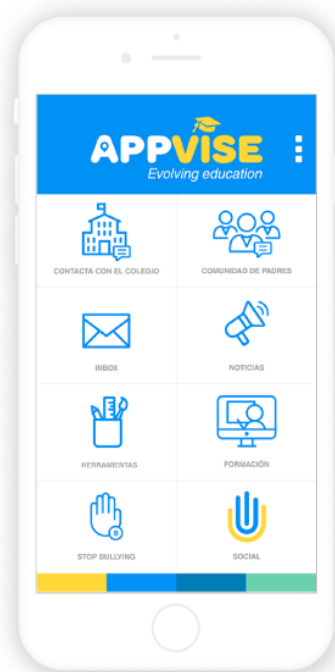 APPVISE
Evolving education
CONTACTA CON EL COLEGIO
COMUNIDAD DE PADRES
INBOX
NOTICIAS
HERRAMIENTAS
FORMACIÓN
STOP BULLYING
SOCIAL